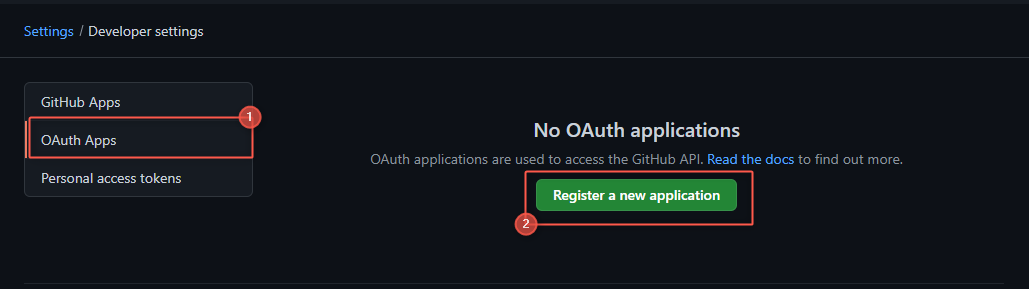 Settings / Developer settings
GitHub Apps
1
OAuth Apps
Personal access tokens
No OAuth applications
OAuth applications are used to access the GitHub API. Read the docs to find out more.
Register a new application
2